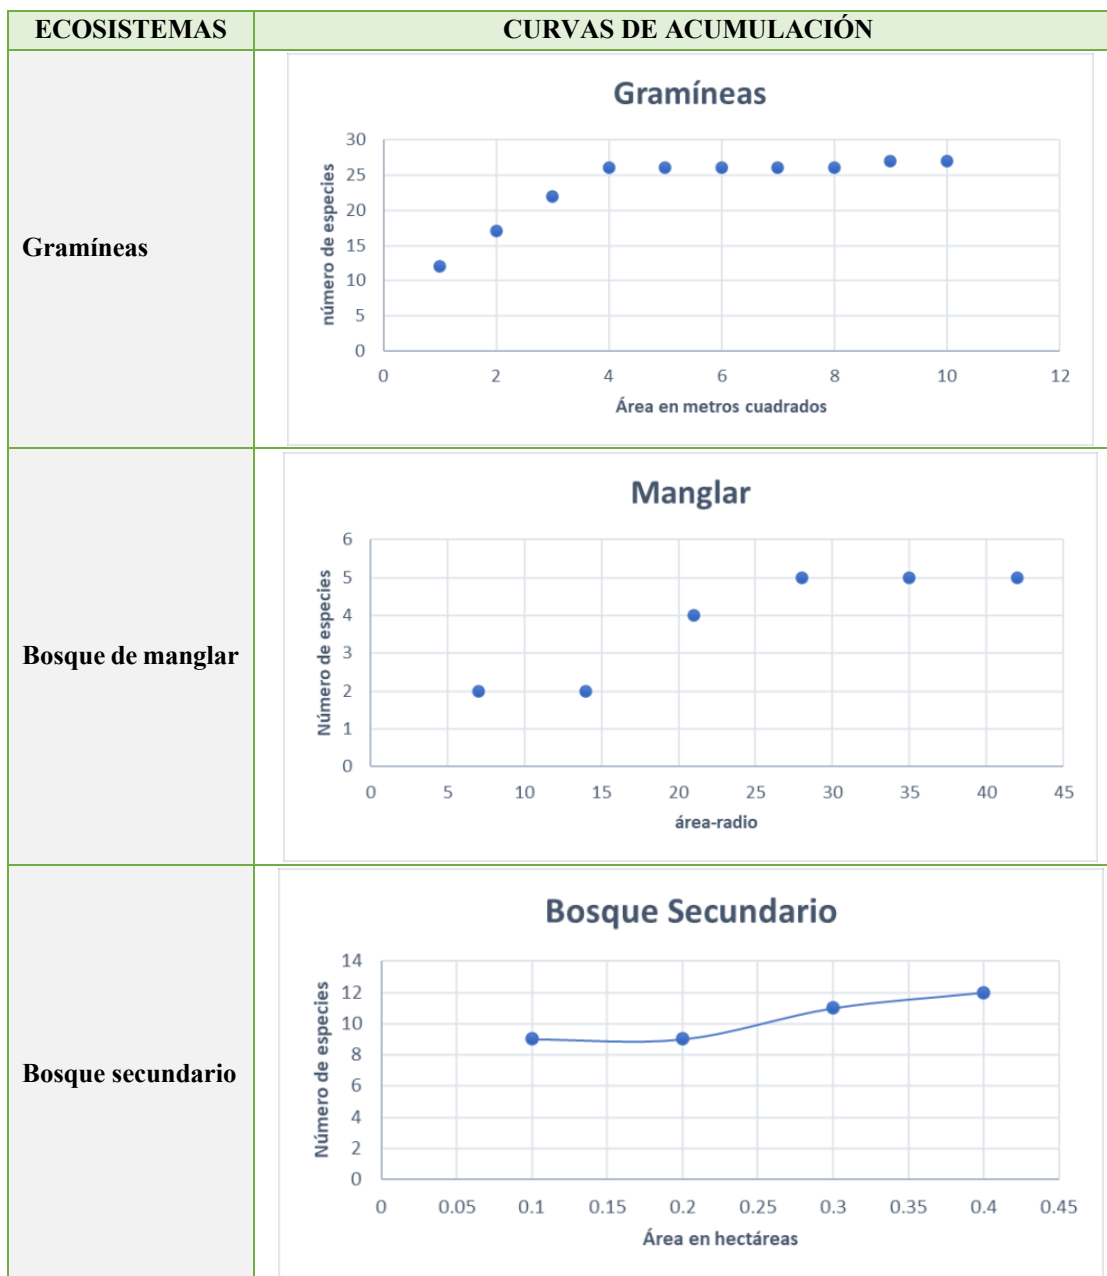 ECOSISTEMAS
CURVAS DE ACUMULACIÓN
Gramíneas
Gramíneas
número de especies
30
25
20
15
10
5
0
0 2 4 6 8 10 12
Área en metros cuadrados
Bosque de manglar
Manglar
Número de especies
6
5
4
3
2
1
0
0 5 10 15 20 25 30 35 40 45
área-radio
Bosque secundario
Bosque Secundario
Número de especies
14
12
10
8
6
4
2
0
0 0.05 0.1 0.15 0.2 0.25 0.3 0.35 0.4 0.45
Área en hectáreas